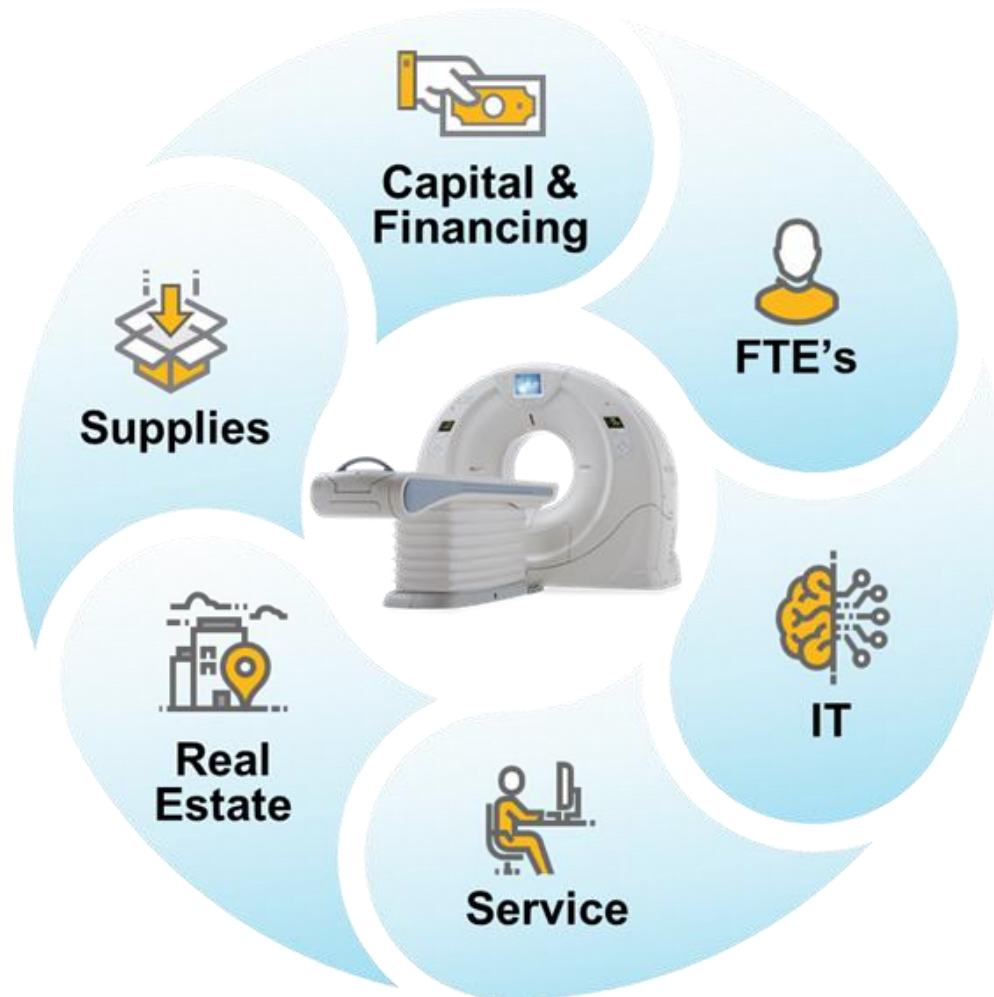 Capital &
Financing
FTE's
IT
Service
Real
Estate
Supplies